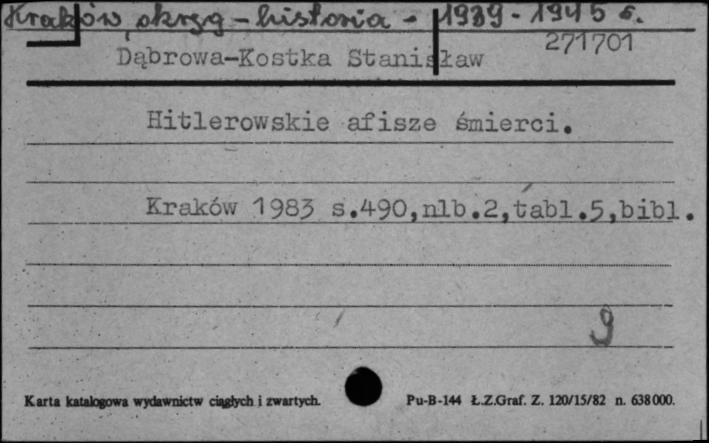 Kraków, okręg - historia - 1939-1945 r.
271701
Dąbrowa-Kostka Stanisław
Hitlerowskie afisze śmierci.
Kraków 1983 s.490,nlb.2,tabl.5,bibl.
9
Karta katalogowa wydawnictw ciągłych i zwartych.
Pu-B-144 Ł.Z.Graf. Z. 120/15/82 n. 638000.